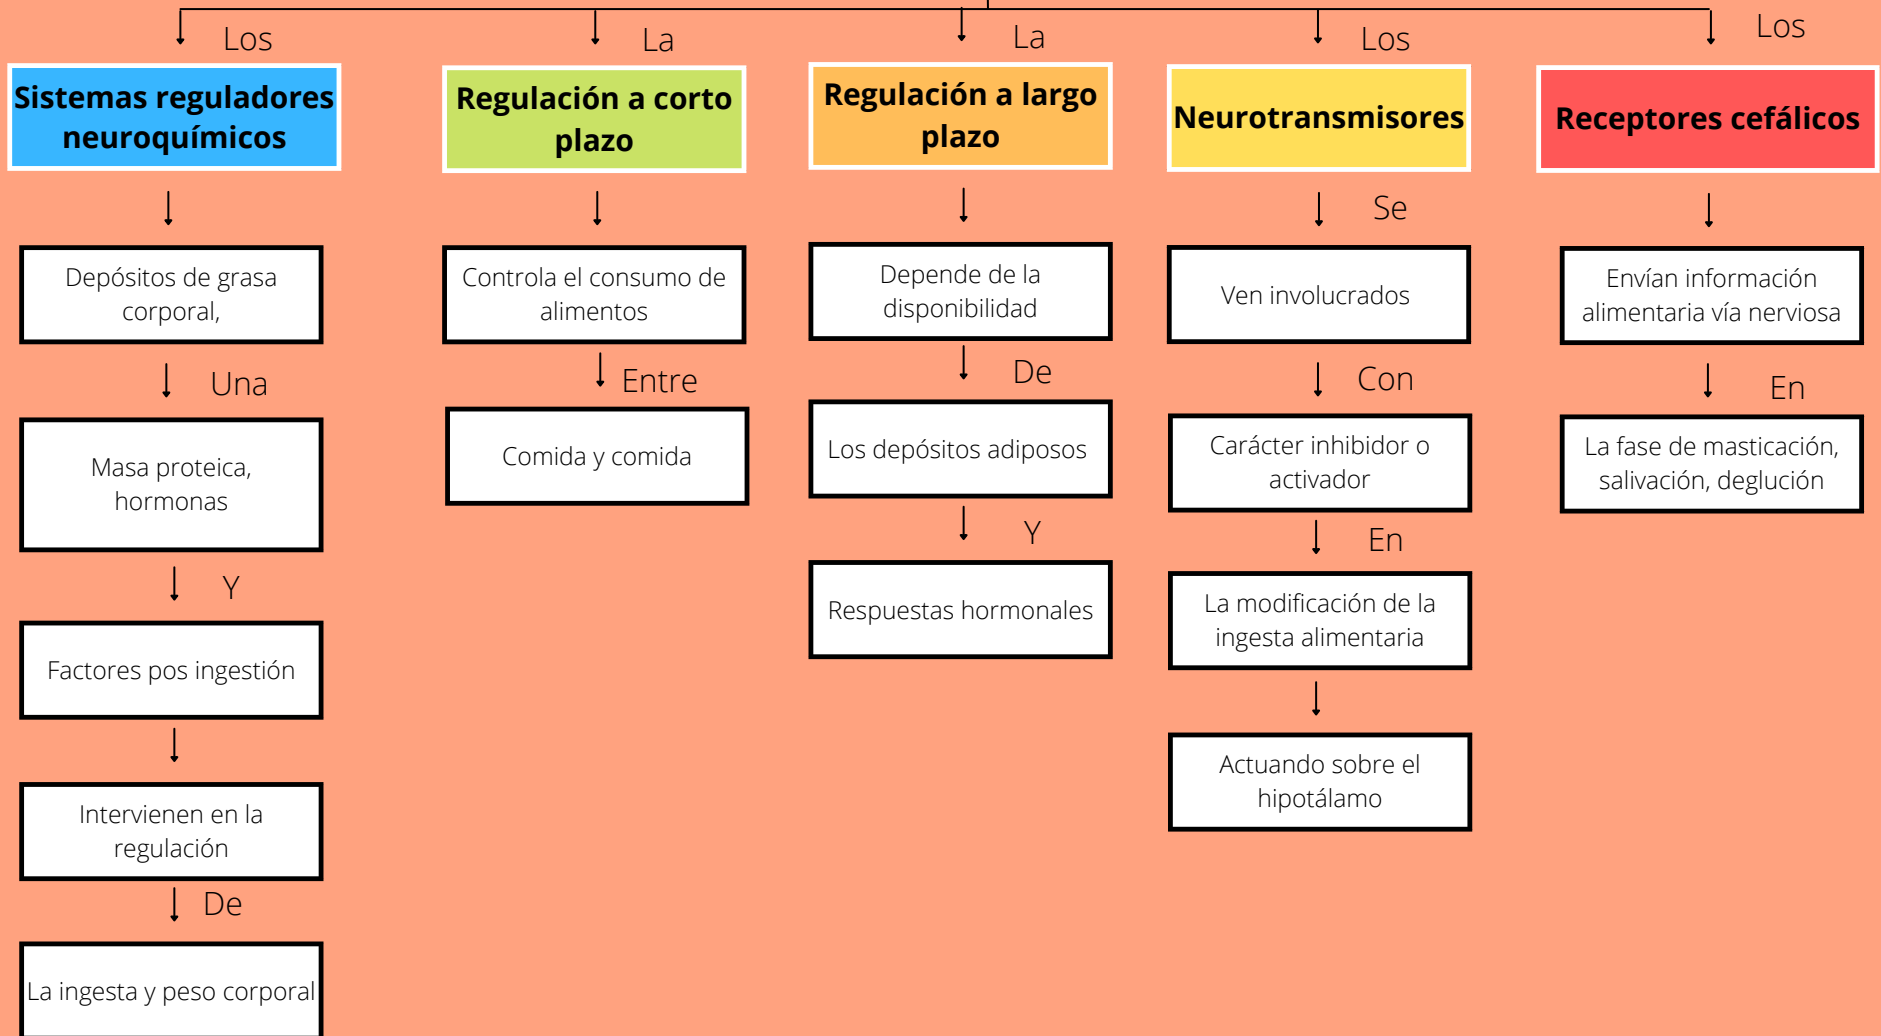 Los
Sistemas reguladores
neuroquímicos
Depósitos de grasa
corporal,
Una
Masa proteica,
hormonas
Y
Factores pos ingestión
Intervienen en la
regulación
De
La ingesta y peso corporal
La
Regulación a corto
plazo
Controla el consumo de
alimentos
Entre
Comida y comida
La
Regulación a largo
plazo
Depende de la
disponibilidad
De
Los depósitos adiposos
Y
Respuestas hormonales
Los
Neurotransmisores
Se
Ven involucrados
Con
Carácter inhibidor o
activador
En
La modificación de la
ingesta alimentaria
Actuando sobre el
hipotálamo
Los
Receptores cefálicos
Envían información
alimentaria vía nerviosa
En
La fase de masticación,
salivación, deglución